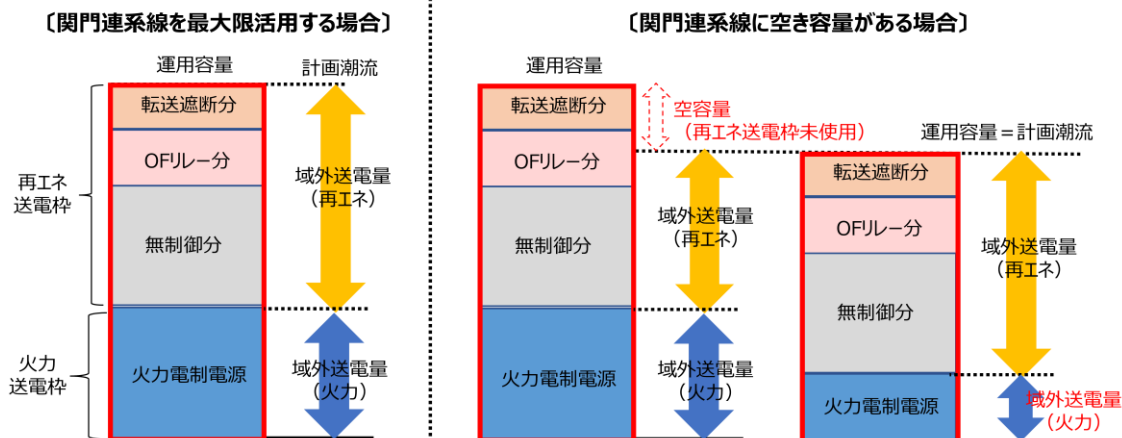 〔関門連系線を最大限活用する場合〕
運用容量
計画潮流
転送遮断分
OFリレー分
無制御分
火力電制電源
再エネ
送電枠
火力
送電枠
域外送電量
（再エネ）
域外送電量
（火力）
〔関門連系線に空き容量がある場合〕
運用容量
転送遮断分
OFリレー分
無制御分
火力電制電源
空容量
（再エネ送電枠未使用）
域外送電量
（再エネ）
域外送電量
（火力）
運用容量＝計画潮流
転送遮断分
OFリレー分
無制御分
火力電制電源
域外送電量
（再エネ）
域外送電量
（火力）